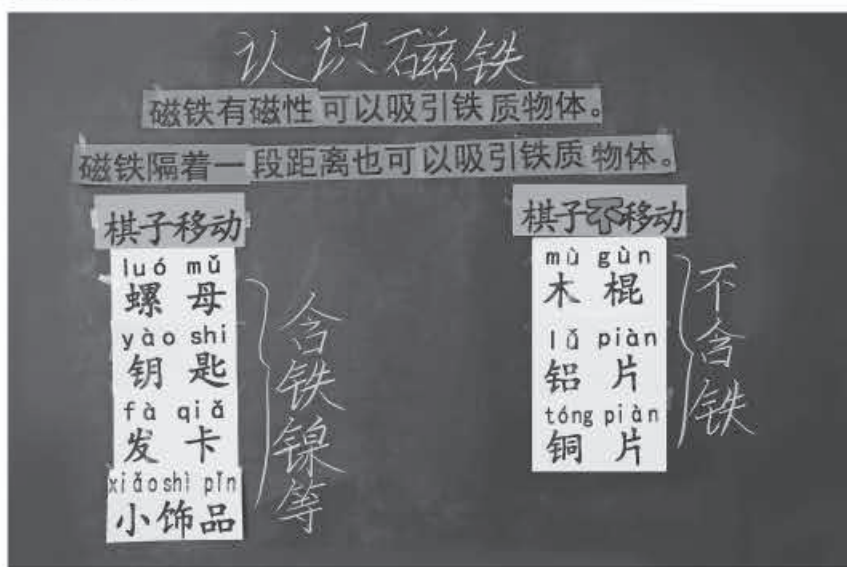 认识磁铁
磁铁有磁性可以吸引铁质物体。
磁铁隔着一段距离也可以吸引铁质物体。
棋子移动
luó mǔ
螺母
yào shi
钥匙
fà qiǎ
发卡
xiǎo shì pǐn
小饰品
含铁镍等
棋子不移动
mù gùn
木棍
lǚ piàn
铝片
tóng piàn
铜片
不含铁